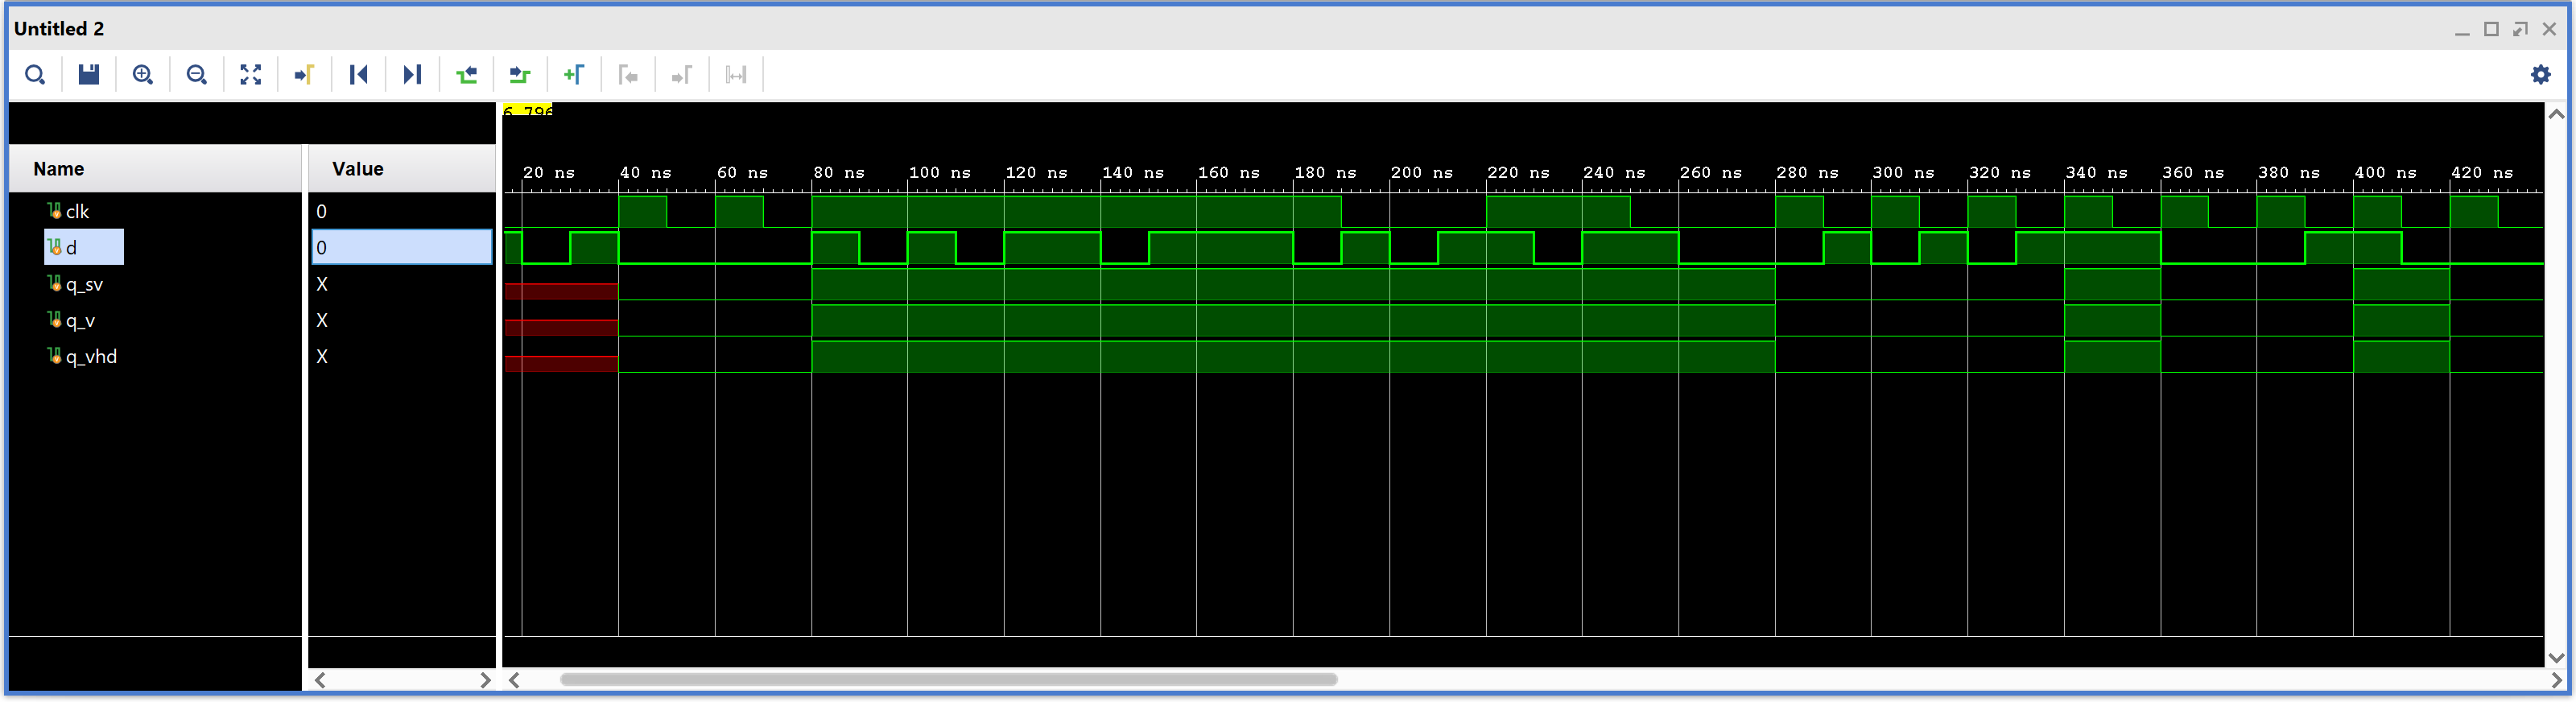 Untitled 2
6.796
Name Value
20 ns 40 ns 60 ns 80 ns 100 ns 120 ns 140 ns 160 ns 180 ns 200 ns 220 ns 240 ns 260 ns 280 ns 300 ns 320 ns 340 ns 360 ns 380 ns 400 ns 420 ns
clk 0
d 0
q_sv X
q_v X
q_vhd X